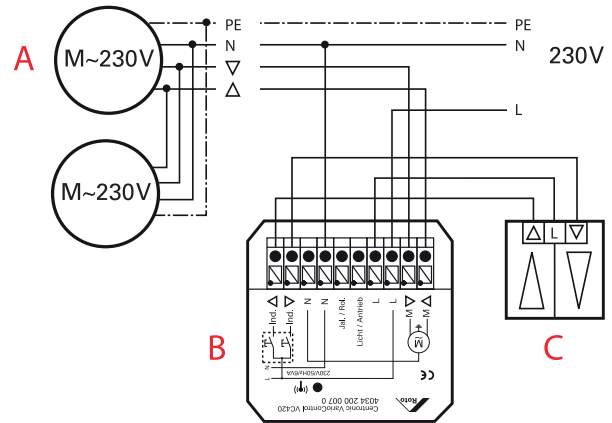 PE
PE
A
N
N
M~230V
▽
230V
△
L
M~230V
△ L ▽
B
C
◁ ▷ N N Jal. / Rol. Licht / Antrieb L L ▷ ◁
Ind. Ind. M M
M
N
L
230V/50Hz/6VA
CE
4034 200 007 0
Centronic VarioControl VC420
Roto